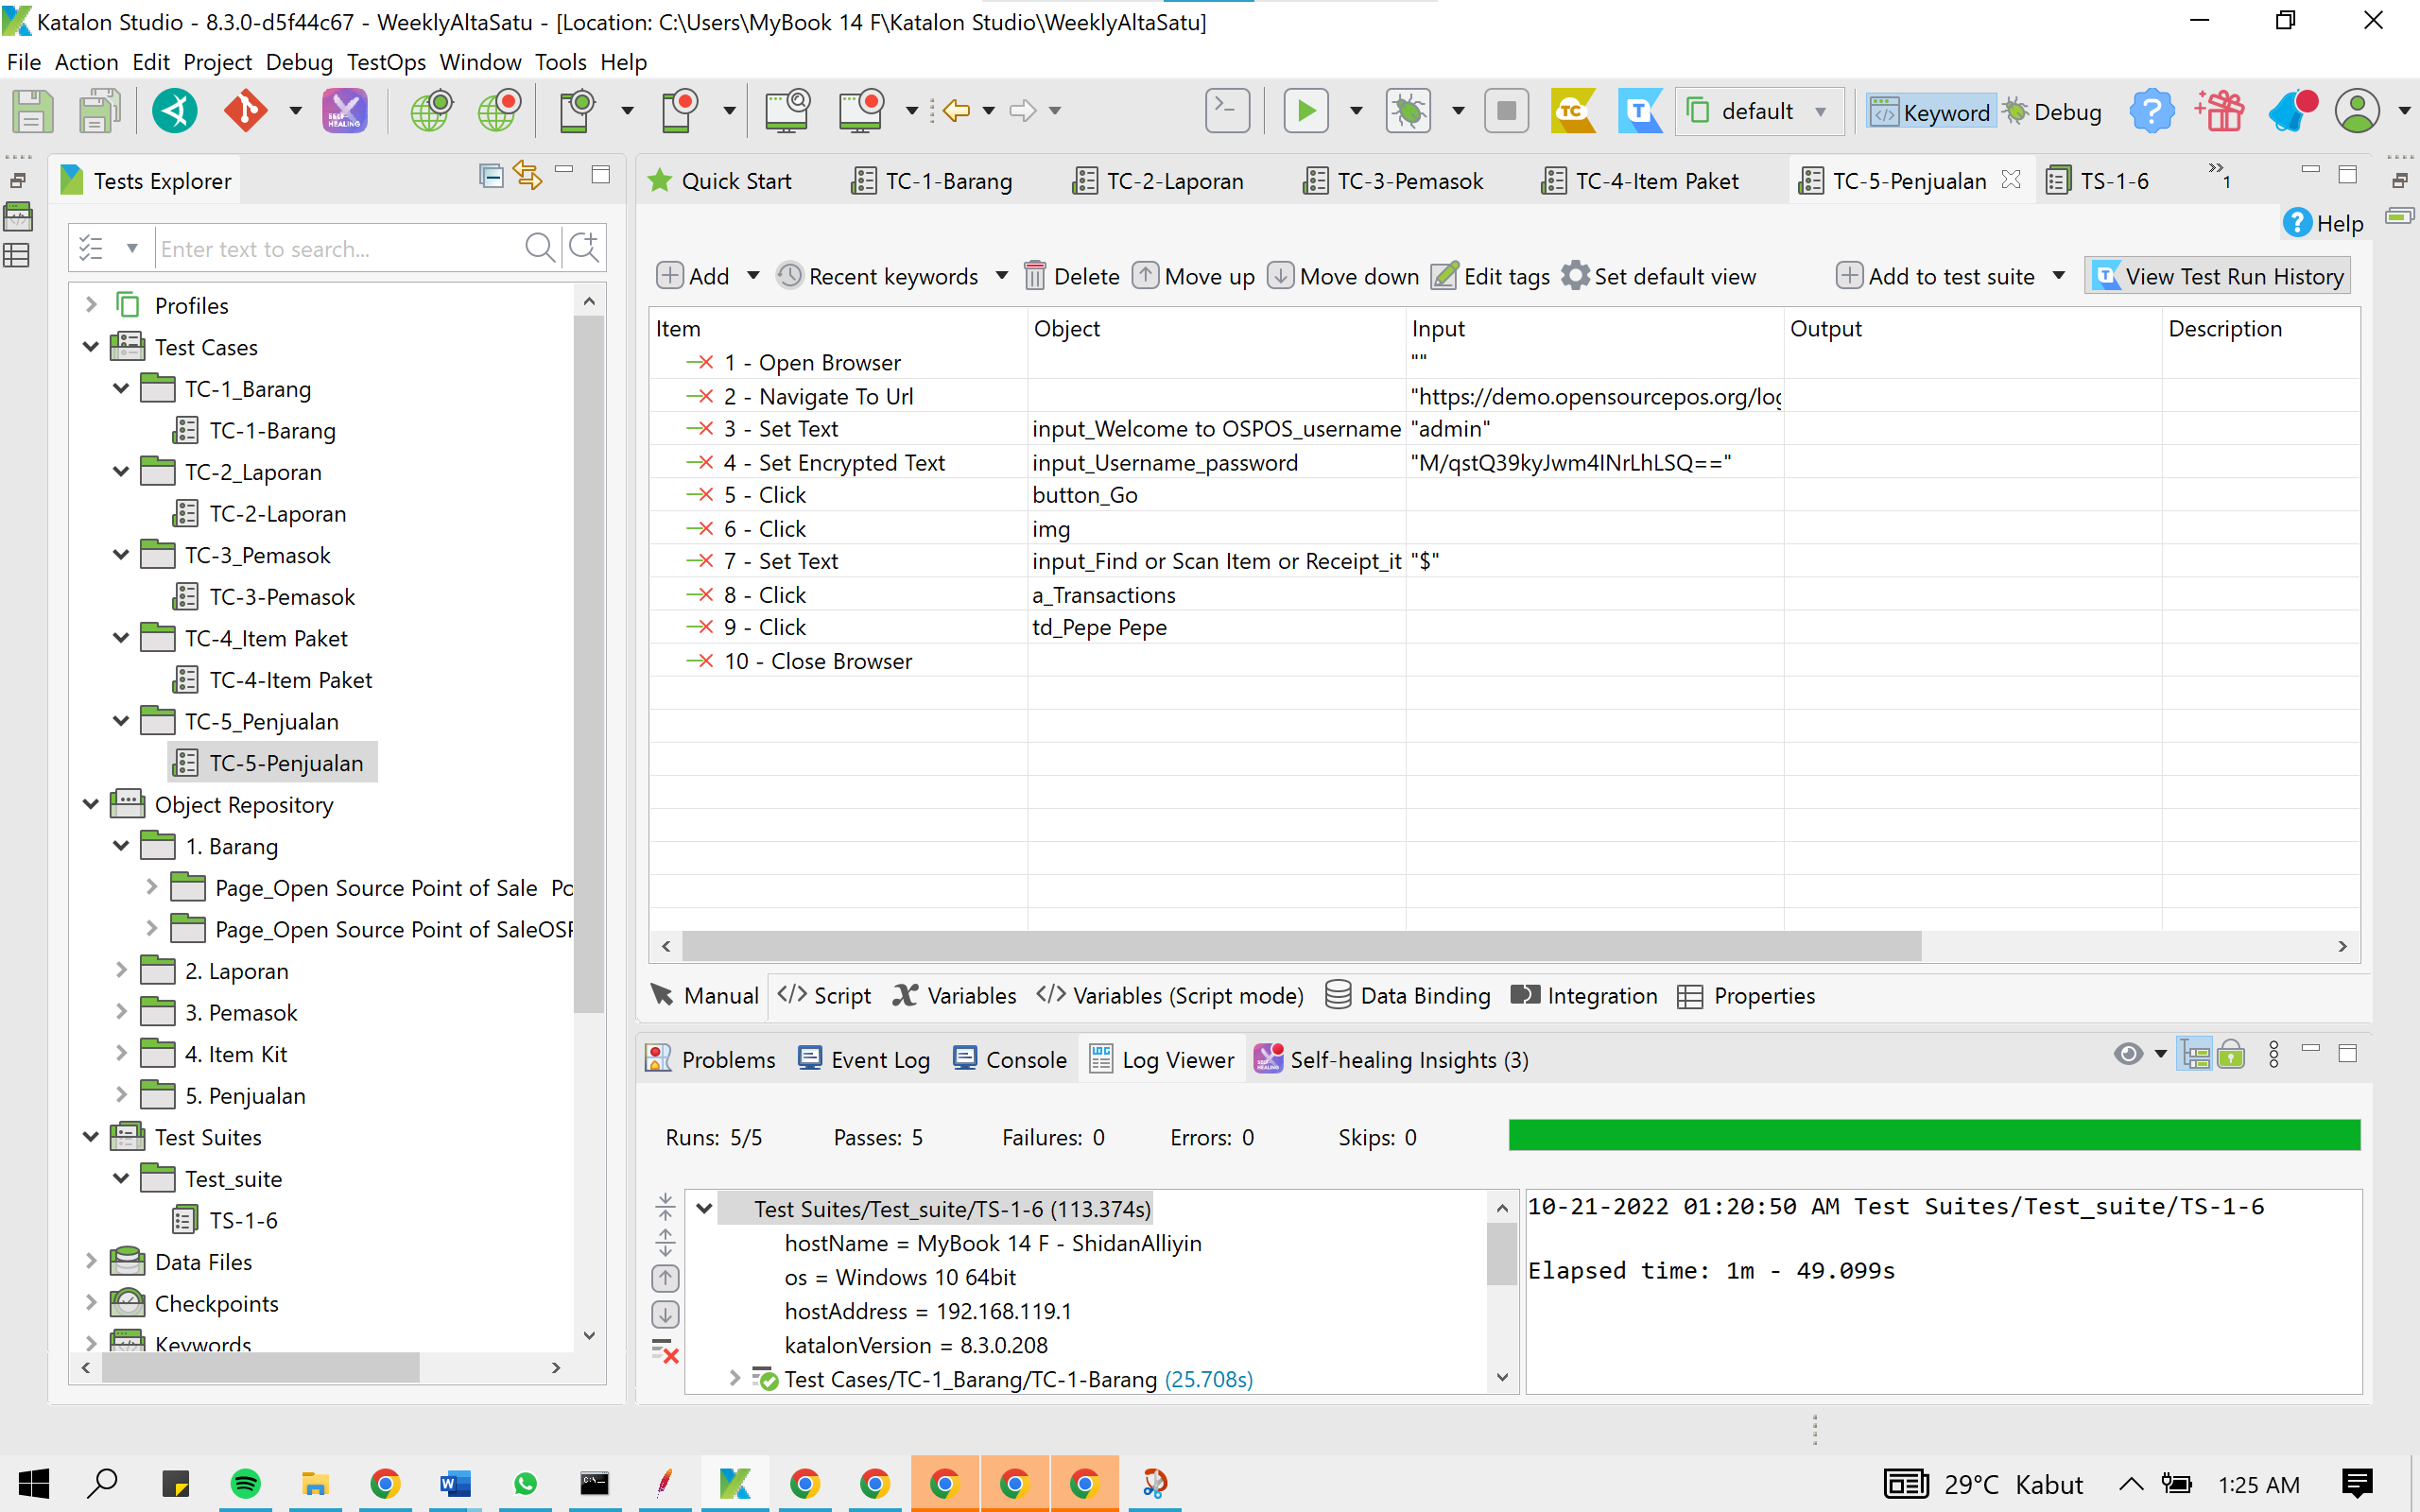 Katalon Studio - 8.3.0-d5f44c67 - WeeklyAltaSatu - [Location: C:\Users\MyBook 14 F\Katalon Studio\WeeklyAltaSatu]
File Action Edit Project Debug TestOps Window Tools Help
SELF HEALING TC T default Keyword Debug
Tests Explorer
Enter text to search...
Profiles
Test Cases
TC-1_Barang
TC-1-Barang
TC-2_Laporan
TC-2-Laporan
TC-3_Pemasok
TC-3-Pemasok
TC-4_Item Paket
TC-4-Item Paket
TC-5_Penjualan
TC-5-Penjualan
Object Repository
1. Barang
Page_Open Source Point of Sale Po
Page_Open Source Point of SaleOSP
2. Laporan
3. Pemasok
4. Item Kit
5. Penjualan
Test Suites
Test_suite
TS-1-6
Data Files
Checkpoints
Keywords
Quick Start TC-1-Barang TC-2-Laporan TC-3-Pemasok TC-4-Item Paket TC-5-Penjualan TS-1-6 »1
Help
Add Recent keywords Delete Move up Move down Edit tags Set default view Add to test suite View Test Run History
Item Object Input Output Description
1 - Open Browser ""
2 - Navigate To Url "https://demo.opensourcepos.org/log
3 - Set Text input_Welcome to OSPOS_username "admin"
4 - Set Encrypted Text input_Username_password "M/qstQ39kyJwm4INrLhLSQ=="
5 - Click button_Go
6 - Click img
7 - Set Text input_Find or Scan Item or Receipt_it "$"
8 - Click a_Transactions
9 - Click td_Pepe Pepe
10 - Close Browser
Manual Script Variables Variables (Script mode) Data Binding Integration Properties
Problems Event Log Console Log Viewer Self-healing Insights (3)
Runs: 5/5 Passes: 5 Failures: 0 Errors: 0 Skips: 0
Test Suites/Test_suite/TS-1-6 (113.374s)
hostName = MyBook 14 F - ShidanAlliyin
os = Windows 10 64bit
hostAddress = 192.168.119.1
katalonVersion = 8.3.0.208
Test Cases/TC-1_Barang/TC-1-Barang (25.708s)
10-21-2022 01:20:50 AM Test Suites/Test_suite/TS-1-6
Elapsed time: 1m - 49.099s
29°C Kabut 1:25 AM